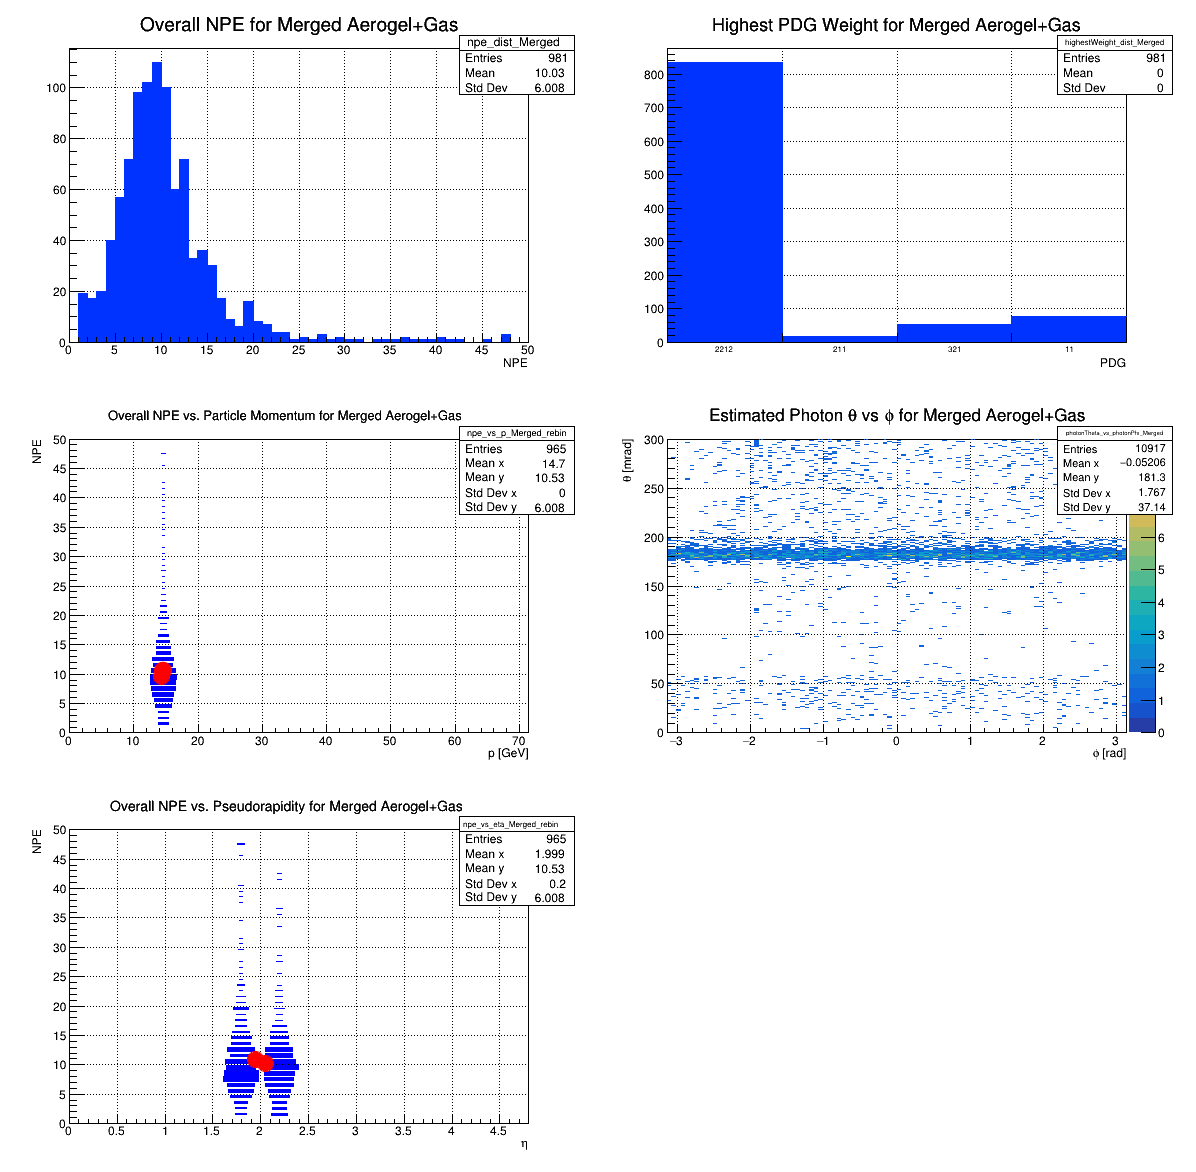 Overall NPE for Merged Aerogel+Gas
npe_dist_Merged
Entries 981
Mean 10.03
Std Dev 6.008
100
80
60
40
20
0
0 5 10 15 20 25 30 35 40 45 50
NPE
Highest PDG Weight for Merged Aerogel+Gas
highestWeight_dist_Merged
Entries 981
Mean 0
Std Dev 0
800
700
600
500
400
300
200
100
0
2212 211 321 11
PDG
Overall NPE vs. Particle Momentum for Merged Aerogel+Gas
npe_vs_p_Merged_rebin
Entries 965
Mean x 14.7
Mean y 10.53
Std Dev x 0
Std Dev y 6.008
NPE
50
45
40
35
30
25
20
15
10
5
0
0 10 20 30 40 50 60 70
p [GeV]
Estimated Photon θ vs ϕ for Merged Aerogel+Gas
photonTheta_vs_photonPhi_Merged
Entries 10917
Mean x −0.05206
Mean y 181.3
Std Dev x 1.767
Std Dev y 37.14
θ [mrad]
300
250
200
150
100
50
0
−3 −2 −1 0 1 2 3
ϕ [rad]
6
5
4
3
2
1
0
Overall NPE vs. Pseudorapidity for Merged Aerogel+Gas
npe_vs_eta_Merged_rebin
Entries 965
Mean x 1.999
Mean y 10.53
Std Dev x 0.2
Std Dev y 6.008
NPE
50
45
40
35
30
25
20
15
10
5
0
0 0.5 1 1.5 2 2.5 3 3.5 4 4.5
η